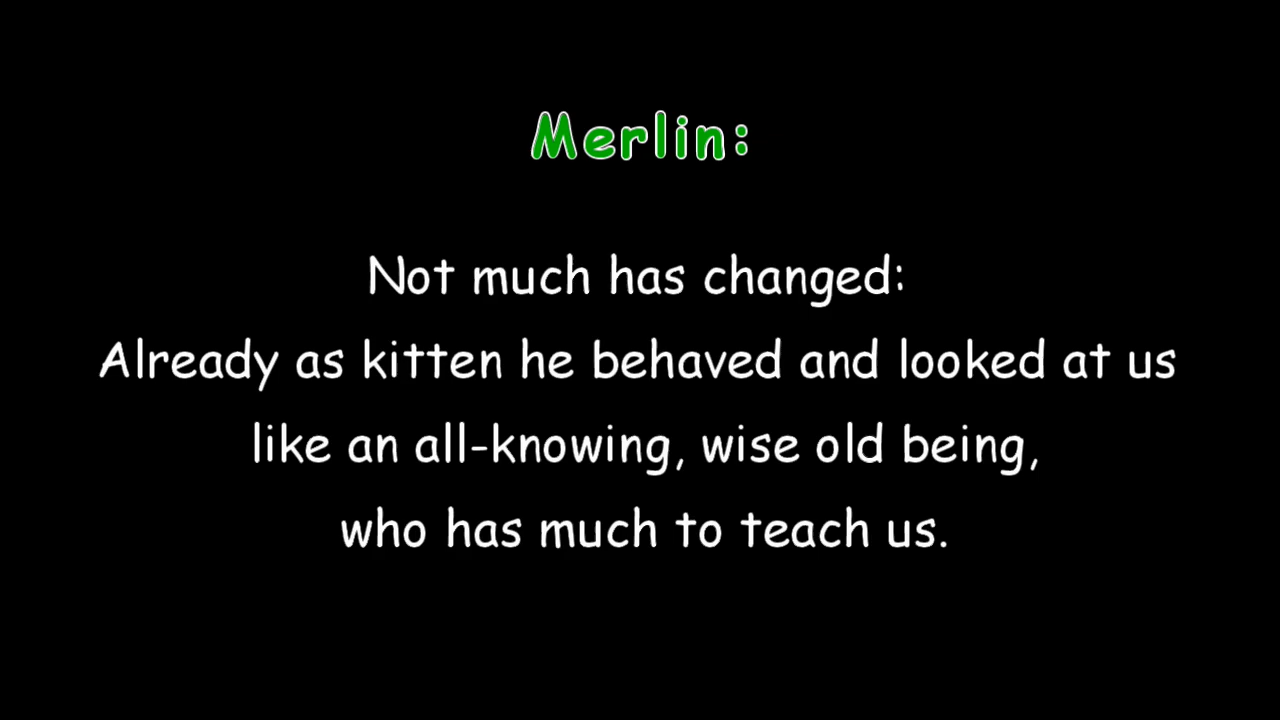 Merlin:
Not much has changed:
Already as kitten he behaved and looked at us
like an all-knowing, wise old being,
who has much to teach us.